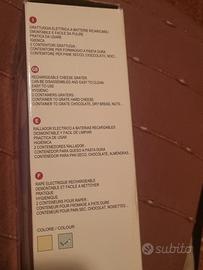 I
GRATTUGIA ELETTRICA A BATTERIE RICARICABILI
SMONTABILE E FACILE DA PULIRE
PRATICA DA USARE
IGIENICA
2 CONTENITORI GRATTUGIA:
CONTENITORE PER FORMAGGIO A PASTA DURA
CONTENITORE PER PANE SECCO, CIOCCOLATO, NOCI...
GB
RECHARGEABLE CHEESE GRATER
CAN BE DISASSEMBLED AND EASY TO CLEAN
EASY TO USE
HYGIENIC
2 CONTAINERS GRATER:
CONTAINER TO GRATE HARD CHEESE
CONTAINER TO GRATE CHOCOLATE, DRY BREAD, NUTS...
E
RALLADOR ELECTRICO A BATERIAS RECARGABLES
DESMONTABLE Y FACIL DE LIMPIAR
PRACTICO DE USAR
HIGIENICO
2 CONTENEDORES RALLADOR:
CONTENEDOR PARA QUESO A PASTA DURA
CONTENEDOR PARA PAN SECO, CHOCOLATE, ALMENDRAS...
F
RAPE ELECTRIQUE RECHARGEABLE
DEMONTABLE ET FACILE A NETTOYER
PRATIQUE
HYGIENIQUE
2 CONTENEURS POUR RAPER:
CONTENEUR POUR FROMAGE A PATE DURE
CONTENEUR POUR PAIN SEC, CHOCOLAT, NOISETTES...
COLORE / COLOUR
subito